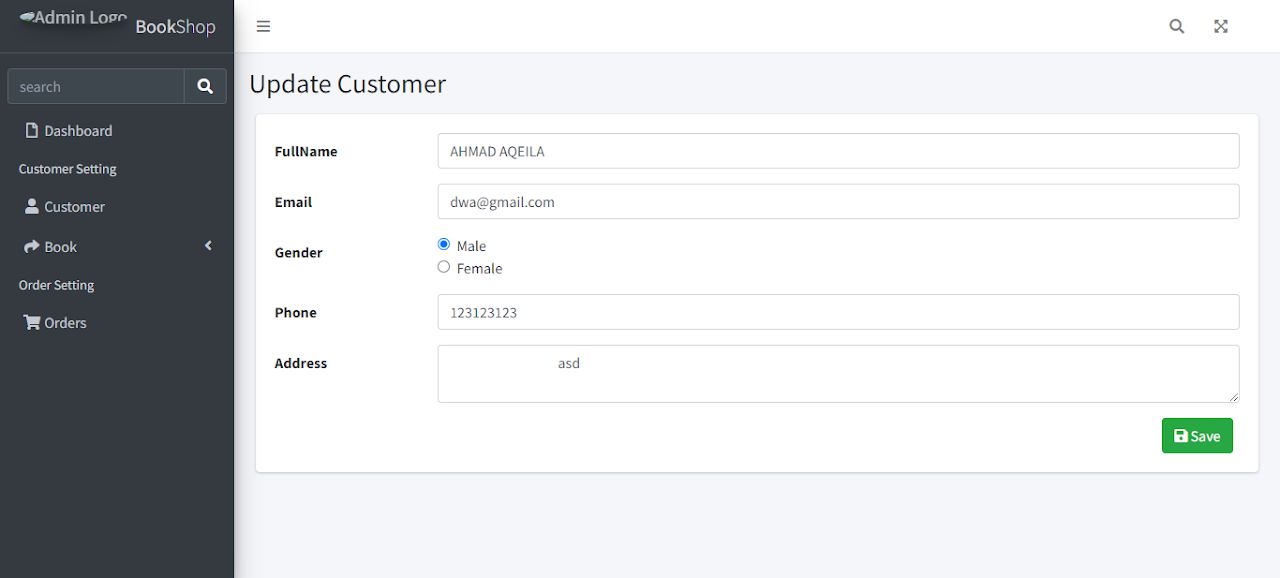 Admin Logo BookShop
search
Dashboard
Customer Setting
Customer
Book
Order Setting
Orders
Update Customer
FullName AHMAD AQEILA
Email dwa@gmail.com
Gender Male
Female
Phone 123123123
Address asd
Save